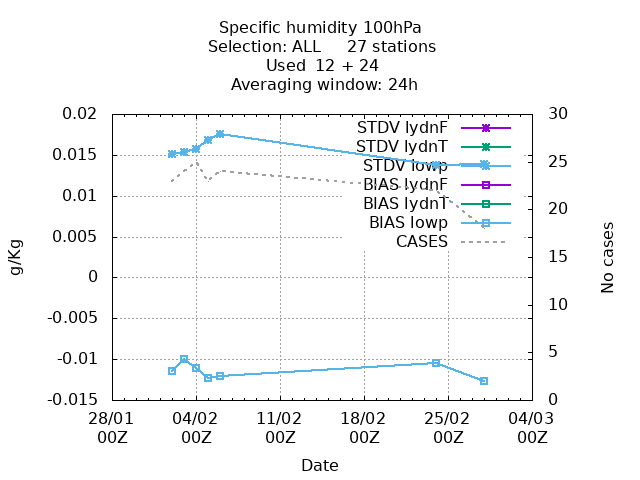 Specific humidity 100hPa
Selection: ALL 27 stations
Used 12 + 24
Averaging window: 24h
0.02
0.015
0.01
0.005
0
-0.005
-0.01
-0.015
g/Kg
30
25
20
15
10
5
0
No cases
STDV lydnF
STDV lydnT
STDV lowp
BIAS lydnF
BIAS lydnT
BIAS lowp
CASES
28/01 04/02 11/02 18/02 25/02 04/03
00Z 00Z 00Z 00Z 00Z 00Z
Date